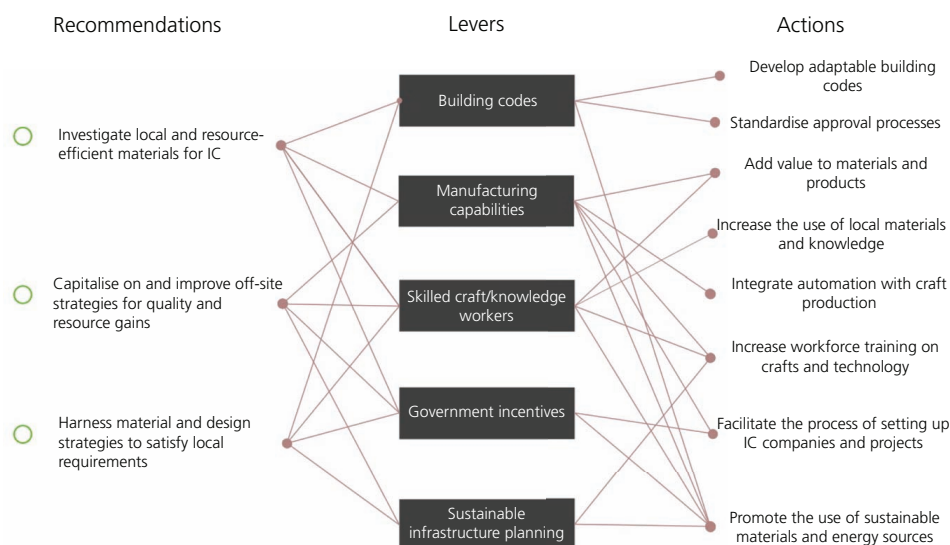 Recommendations
Levers
Actions
Investigate local and resource-
efficient materials for IC
Capitalise on and improve off-site
strategies for quality and
resource gains
Harness material and design
strategies to satisfy local
requirements
Building codes
Manufacturing
capabilities
Skilled craft/knowledge
workers
Government incentives
Sustainable
infrastructure planning
Develop adaptable building
codes
Standardise approval processes
Add value to materials and
products
Increase the use of local materials
and knowledge
Integrate automation with craft
production
Increase workforce training on
crafts and technology
Facilitate the process of setting up
IC companies and projects
Promote the use of sustainable
materials and energy sources